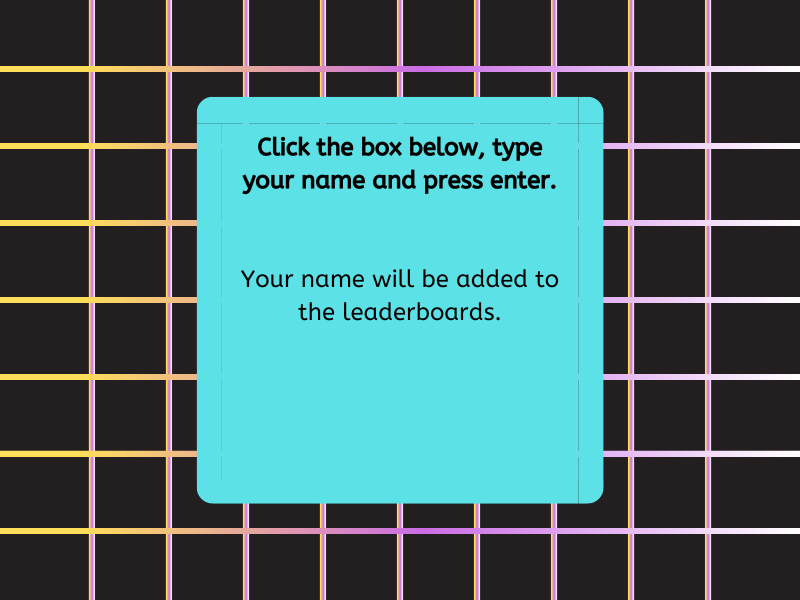 Click the box below, type
your name and press enter.
Your name will be added to
the leaderboards.